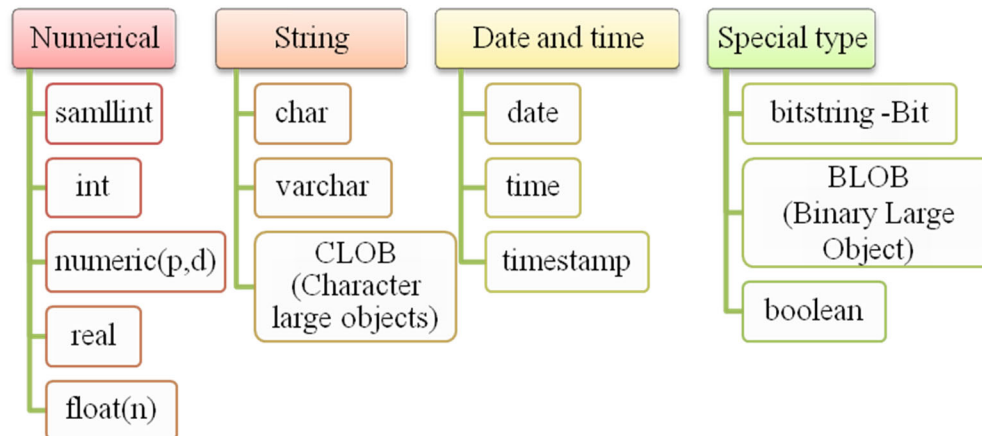 Numerical
samllint
int
numeric(p,d)
real
float(n)
String
char
varchar
CLOB
(Character
large objects)
Date and time
date
time
timestamp
Special type
bitstring -Bit
BLOB
(Binary Large
Object)
boolean